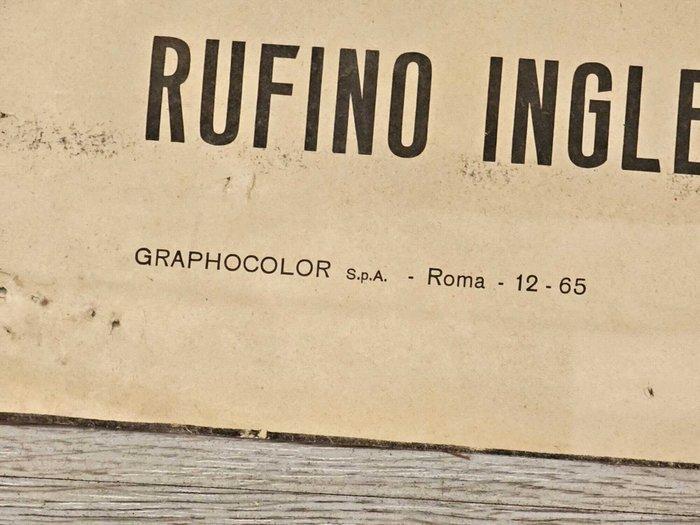 RUFINO INGLE
GRAPHOCOLOR S.p.A. - Roma - 12 - 65